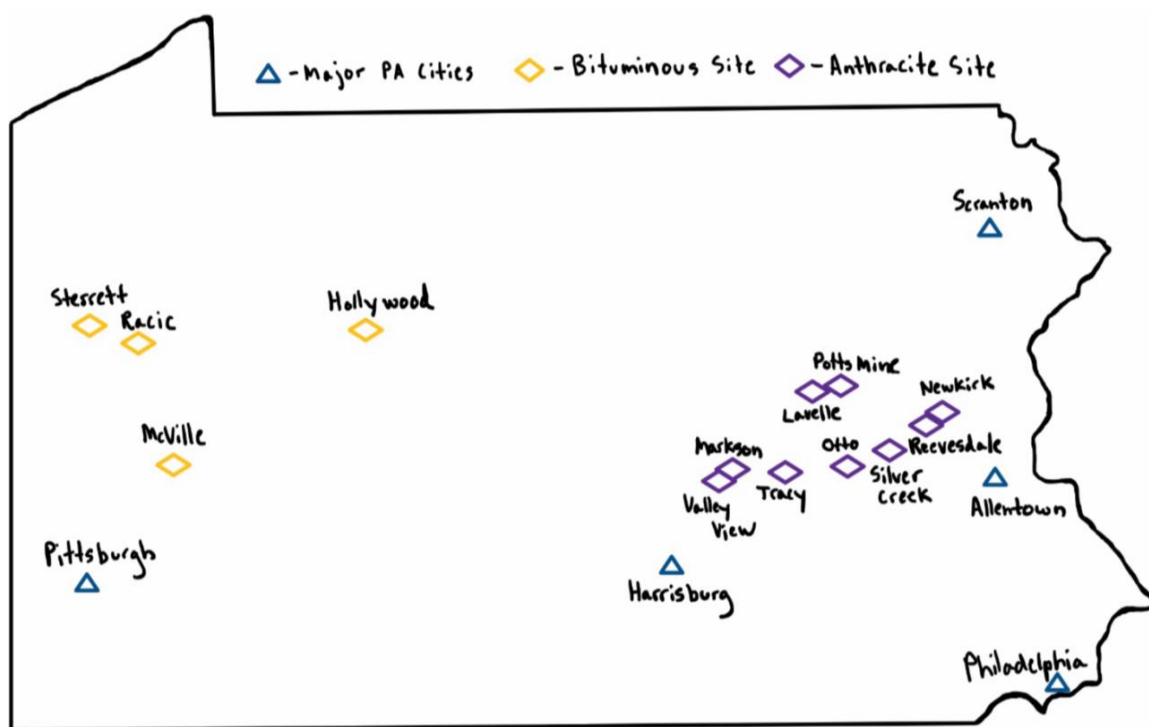 - Major PA Cities
- Bituminous Site
- Anthracite Site
Scranton
Sterrett
Racic
Hollywood
Potts Mine
Newkirk
Lavelle
McVille
Markson
Otto
Reevesdale
Silver
Creek
Tracy
Valley
View
Allentown
Pittsburgh
Harrisburg
Philadelphia